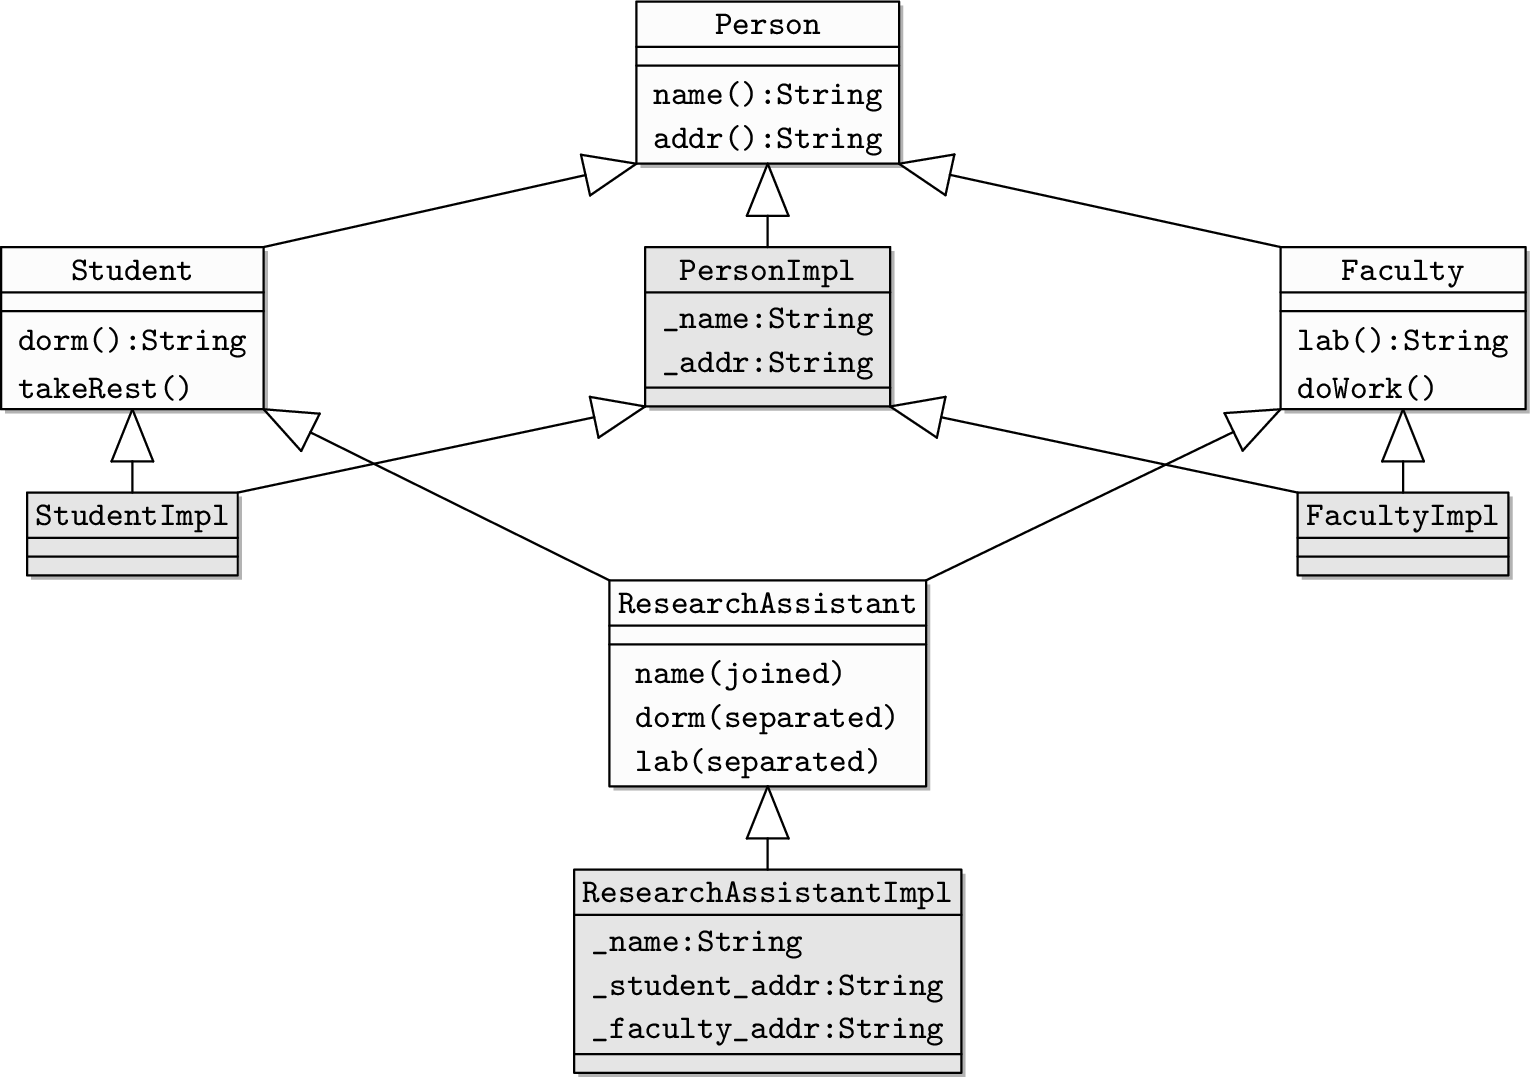 Person
name():String
addr():String
Student
dorm():String
takeRest()
PersonImpl
_name:String
_addr:String
Faculty
lab():String
doWork()
StudentImpl
FacultyImpl
ResearchAssistant
name(joined)
dorm(separated)
lab(separated)
ResearchAssistantImpl
_name:String
_student_addr:String
_faculty_addr:String